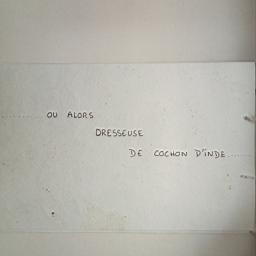 .......... OU ALORS
DRESSEUSE
DE COCHON D'INDE ......